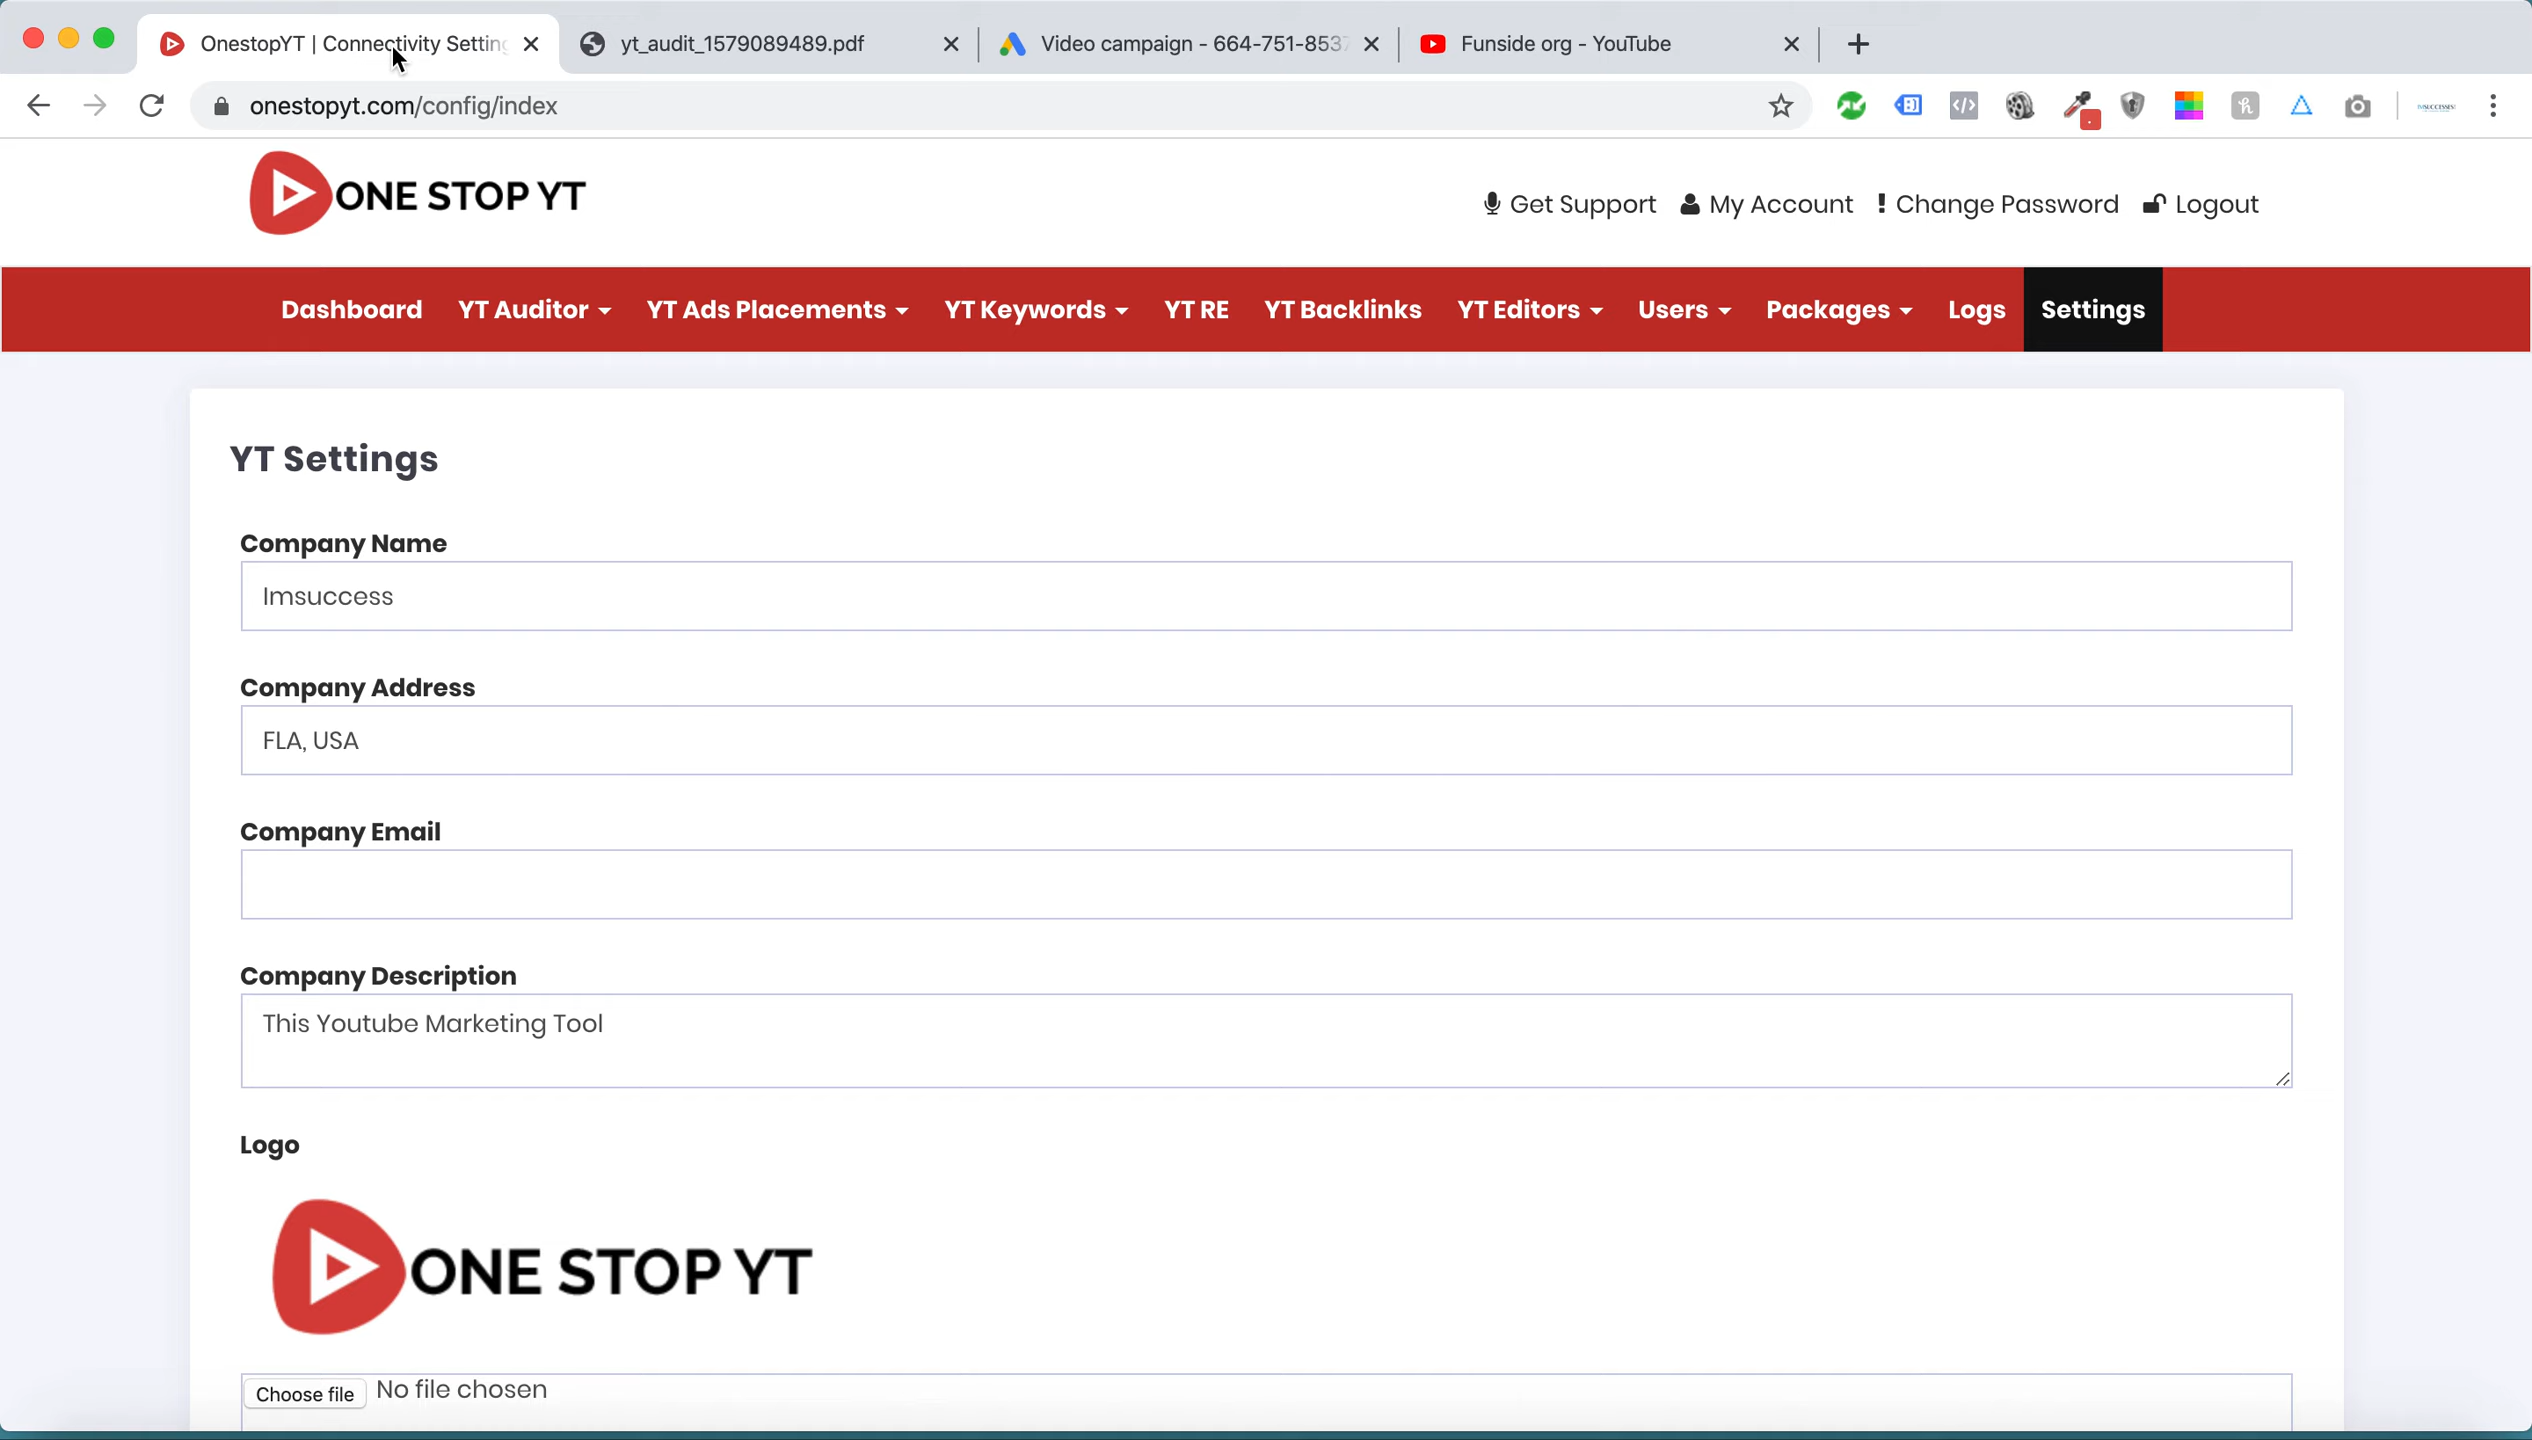 OnestopYT | Connectivity Setting
yt_audit_1579089489.pdf
Video campaign - 664-751-8537
Funside org - YouTube
onestopyt.com/config/index
ONE STOP YT
Get Support
My Account
Change Password
Logout
Dashboard
YT Auditor
YT Ads Placements
YT Keywords
YT RE
YT Backlinks
YT Editors
Users
Packages
Logs
Settings
YT Settings
Company Name
Imsuccess
Company Address
FLA, USA
Company Email
Company Description
This Youtube Marketing Tool
Logo
ONE STOP YT
Choose file No file chosen